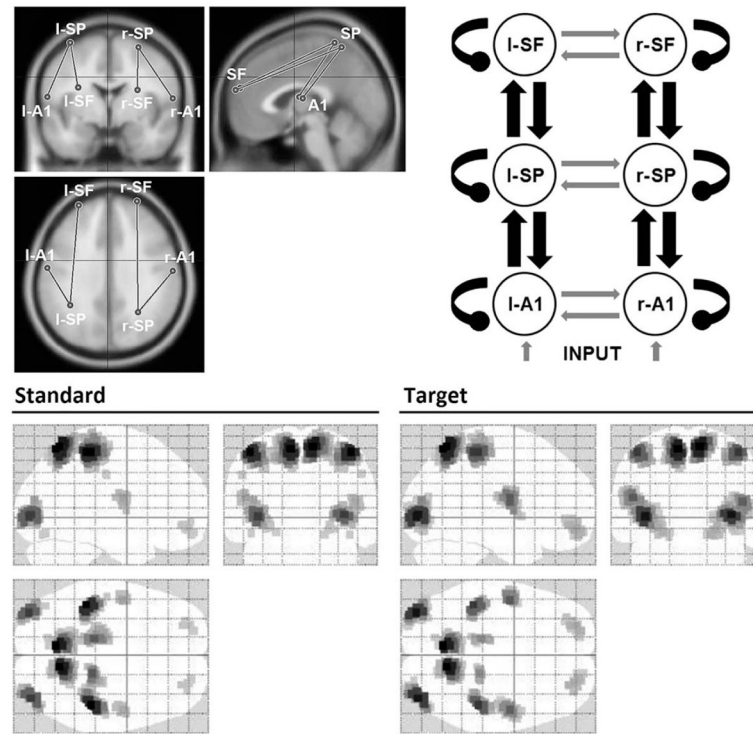 l-SP
r-SP
l-A1
l-SF
r-SF
r-A1
SP
SF
A1
l-SF
r-SF
l-A1
r-A1
l-SP
r-SP
l-SF
r-SF
l-SP
r-SP
l-A1
r-A1
INPUT
Standard
Target